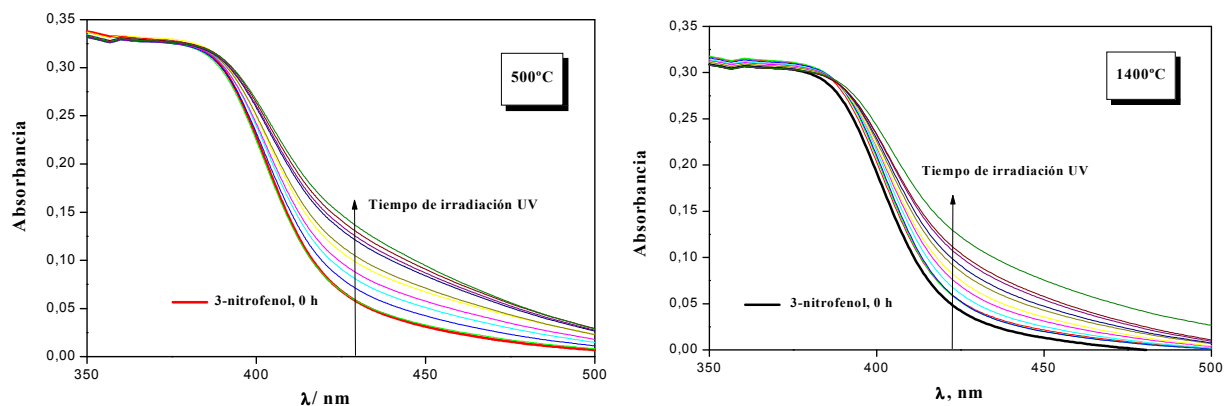 0,35
0,30
0,25
0,20
0,15
0,10
0,05
0,00
Absorbancia
500ºC
Tiempo de irradiación UV
3-nitrofenol, 0 h
350
400
450
500
λ/ nm
0,35
0,30
0,25
0,20
0,15
0,10
0,05
0,00
Absorbancia
1400ºC
Tiempo de irradiación UV
3-nitrofenol, 0 h
350
400
450
500
λ, nm